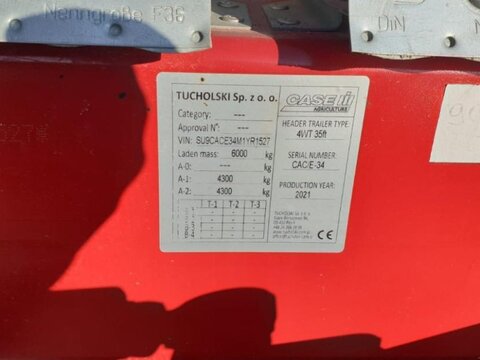 Nenngröße F36
DiN
TUCHOLSKI Sp. z o. o.
Category: ---
Approval N°: ---
VIN: SU9CACE34M1YR1527
Laden mass: 6000 kg
A-0: --- kg
A-1: 4300 kg
A-2: 4300 kg
T-1 T-2 T-3
CASE IH
AGRICULTURE
HEADER TRAILER TYPE
4WT 35ft
SERIAL NUMBER:
CAC/E-34
PRODUCTION YEAR:
2021
TUCHOLSKI Sp. z o. o.
CE